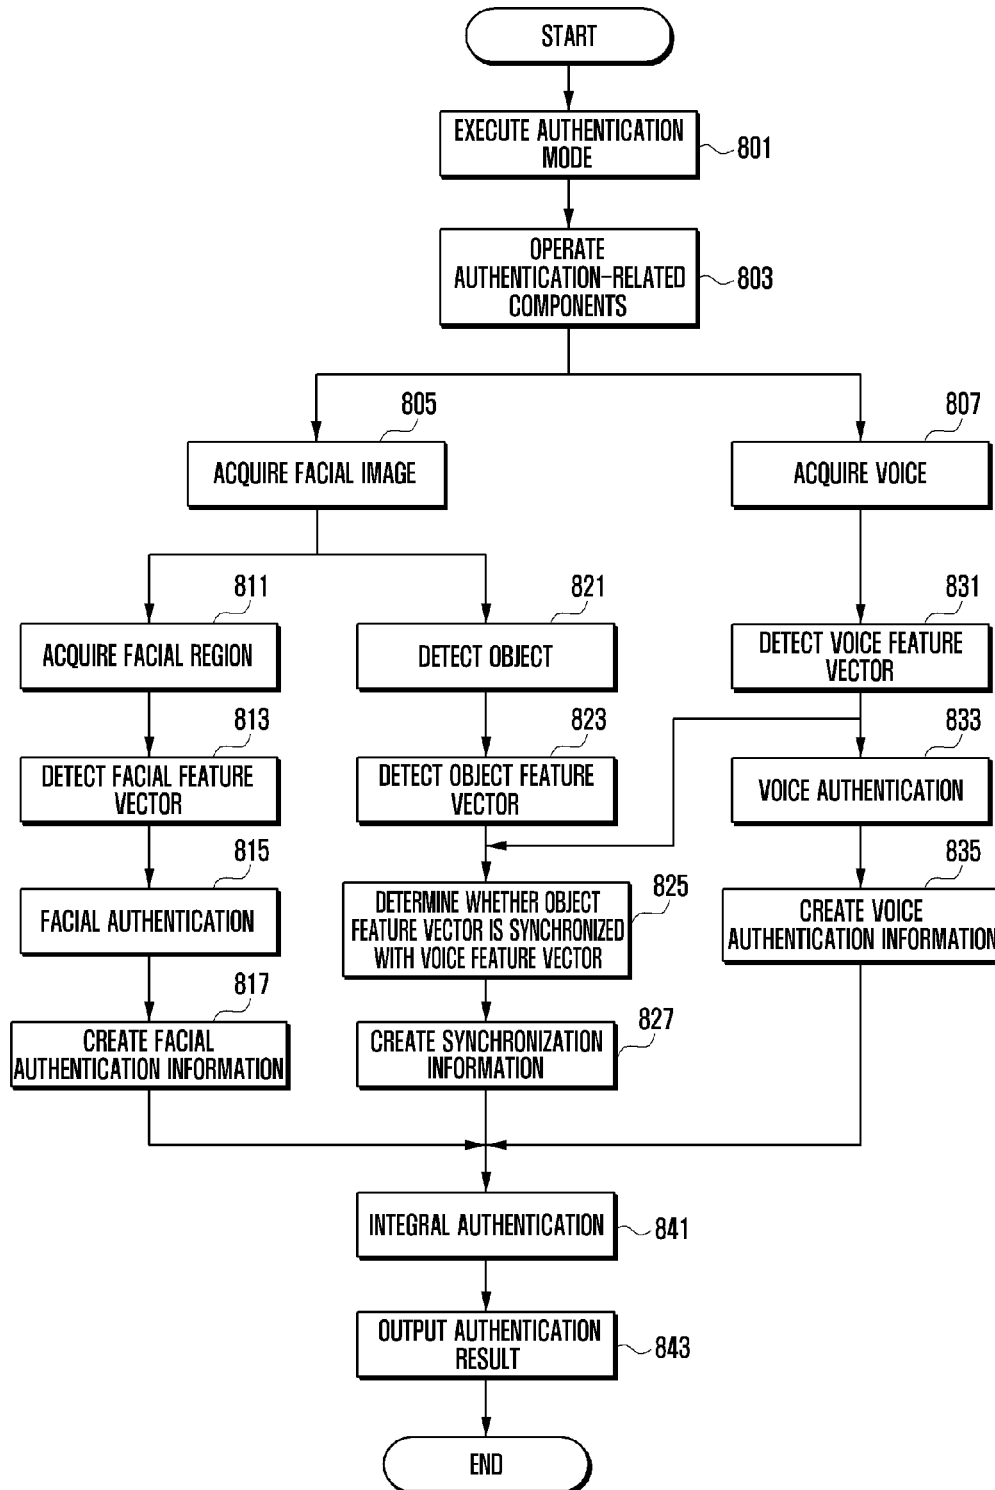 START
EXECUTE AUTHENTICATION
MODE
801
OPERATE
AUTHENTICATION-RELATED
COMPONENTS
803
805
ACQUIRE FACIAL IMAGE
807
ACQUIRE VOICE
811
ACQUIRE FACIAL REGION
821
DETECT OBJECT
831
DETECT VOICE FEATURE
VECTOR
813
DETECT FACIAL FEATURE
VECTOR
823
DETECT OBJECT FEATURE
VECTOR
833
VOICE AUTHENTICATION
815
FACIAL AUTHENTICATION
DETERMINE WHETHER OBJECT
FEATURE VECTOR IS SYNCHRONIZED
WITH VOICE FEATURE VECTOR
825
835
CREATE VOICE
AUTHENTICATION INFORMATION
817
CREATE FACIAL
AUTHENTICATION INFORMATION
CREATE SYNCHRONIZATION
INFORMATION
827
INTEGRAL AUTHENTICATION
841
OUTPUT AUTHENTICATION
RESULT
843
END